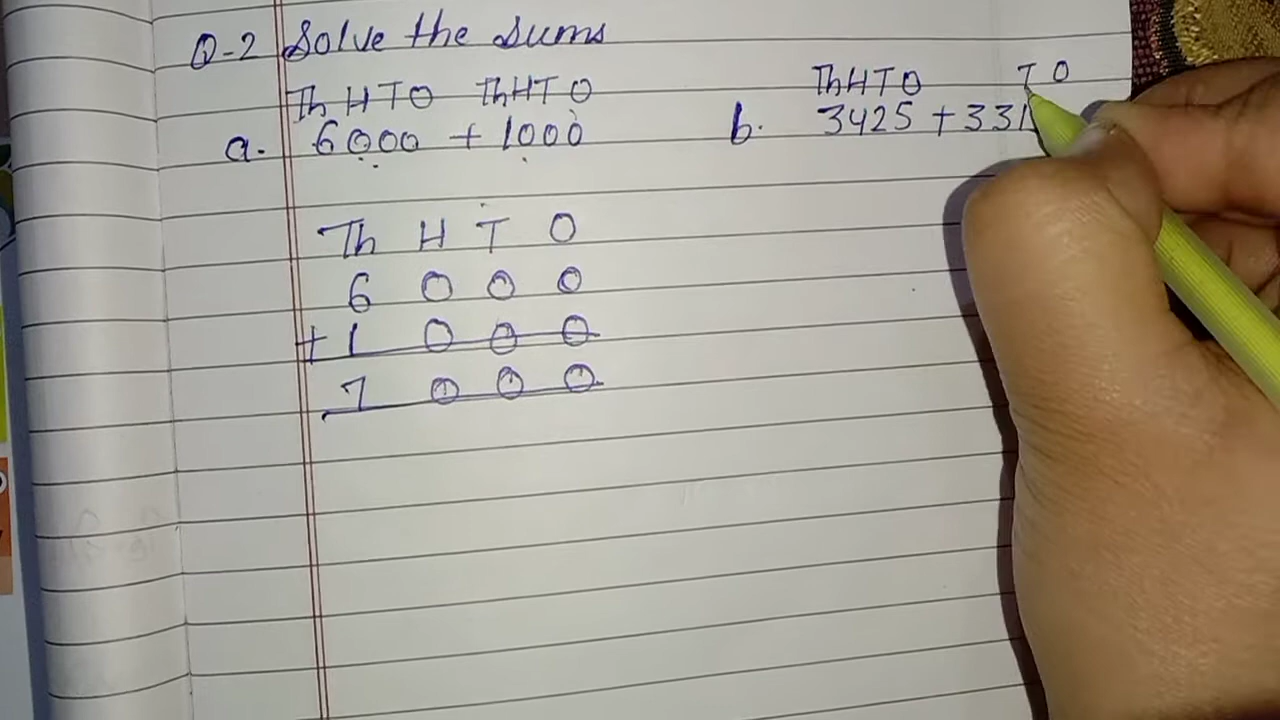 Q-2 Solve the Sums
Th H T O Th H T O Th H T O T O
a. 6000 + 1000 b. 3425 + 331
Th H T O
6 0 0 0
+ 1 0 0 0
7 0 0 0